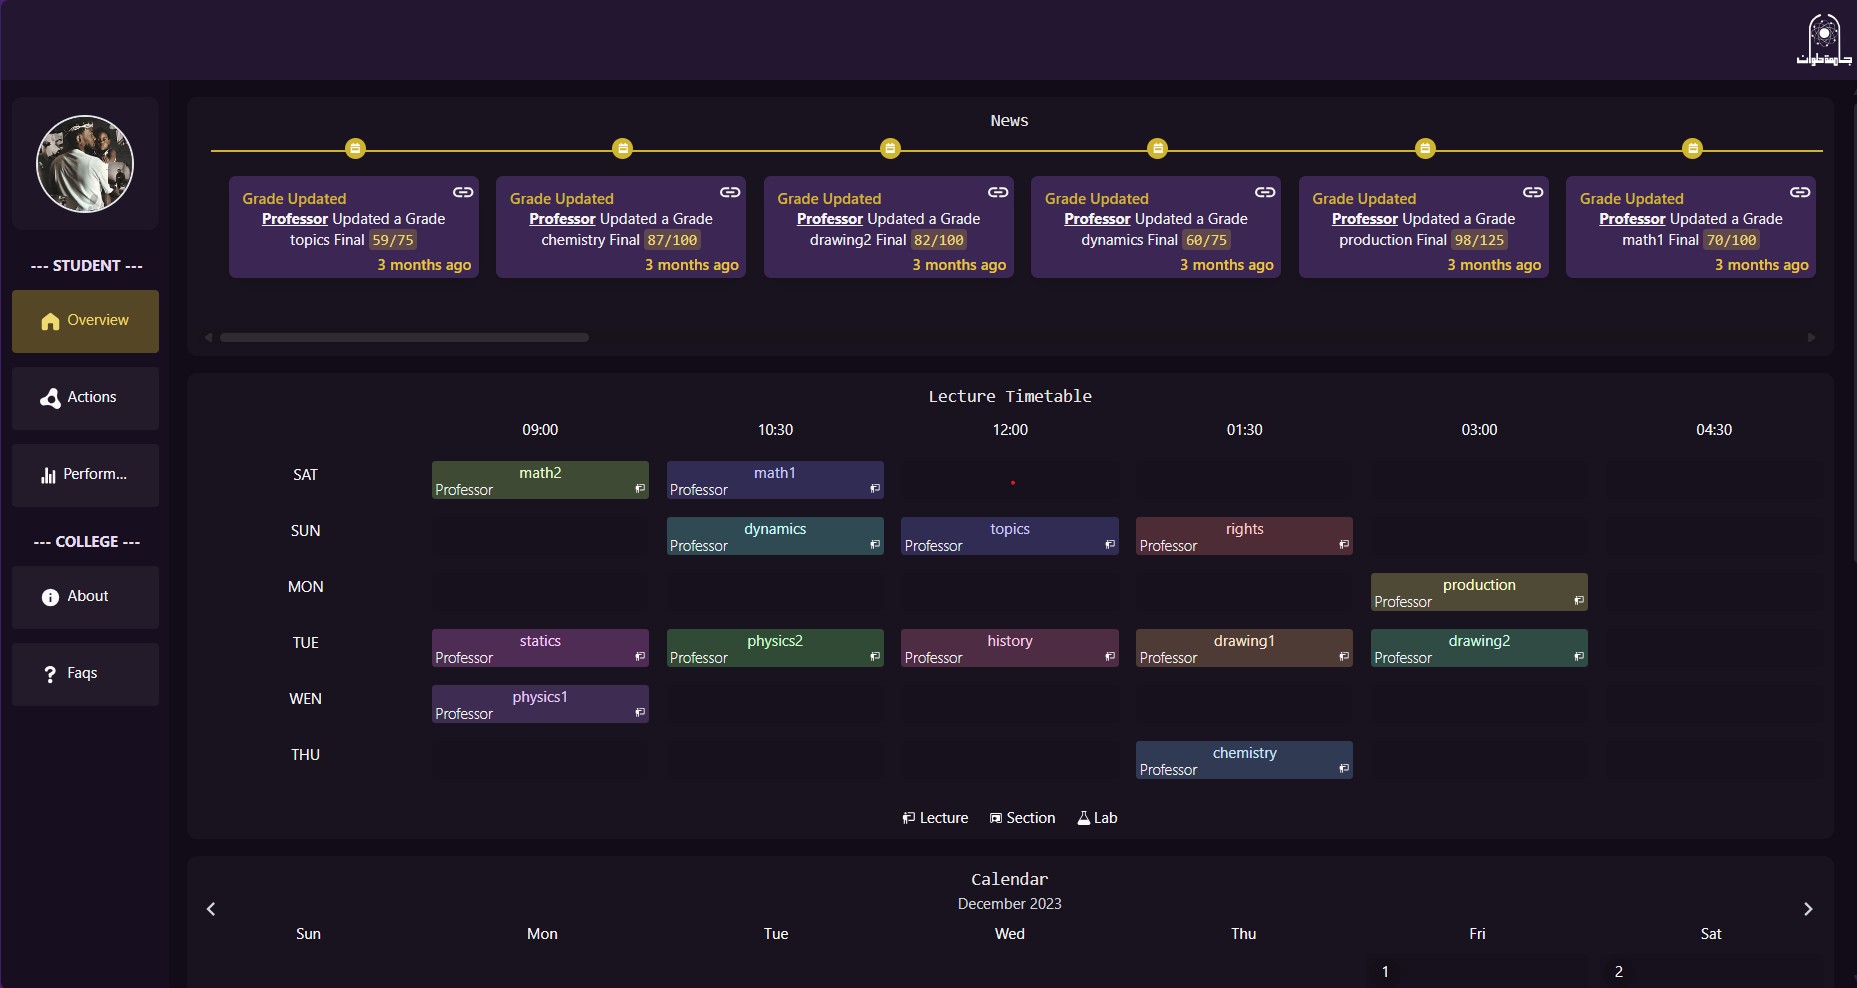 جامعة حلوان
News
Grade Updated
Professor Updated a Grade
topics Final 59/75
3 months ago
Grade Updated
Professor Updated a Grade
chemistry Final 87/100
3 months ago
Grade Updated
Professor Updated a Grade
drawing2 Final 82/100
3 months ago
Grade Updated
Professor Updated a Grade
dynamics Final 60/75
3 months ago
Grade Updated
Professor Updated a Grade
production Final 98/125
3 months ago
Grade Updated
Professor Updated a Grade
math1 Final 70/100
3 months ago
--- STUDENT ---
Overview
Actions
Perform...
--- COLLEGE ---
About
Faqs
Lecture Timetable
09:00 10:30 12:00 01:30 03:00 04:30
SAT
math2
Professor
math1
Professor
SUN
dynamics
Professor
topics
Professor
rights
Professor
MON
production
Professor
TUE
statics
Professor
physics2
Professor
history
Professor
drawing1
Professor
drawing2
Professor
WEN
physics1
Professor
THU
chemistry
Professor
Lecture Section Lab
Calendar
December 2023
Sun Mon Tue Wed Thu Fri Sat
1 2